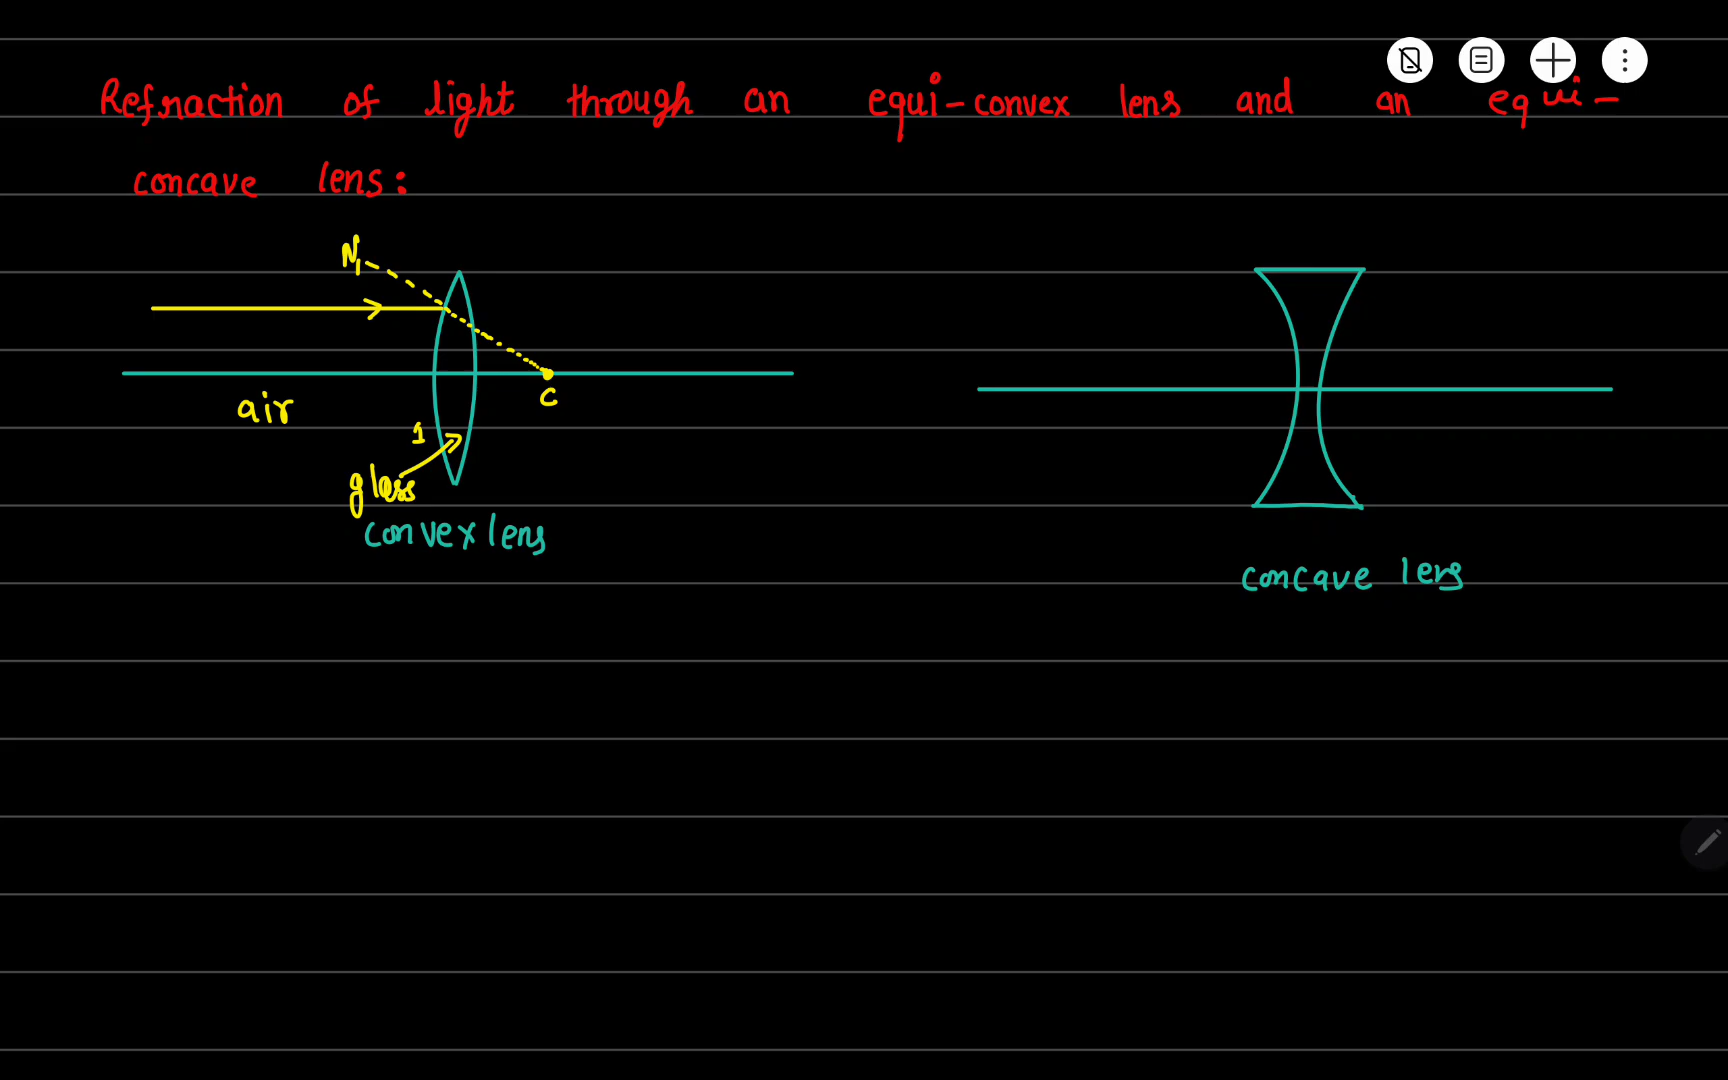 Refraction of light through an equi-convex lens and an equi-
concave lens:
N1
C
air
1
glass
convex lens
concave lens